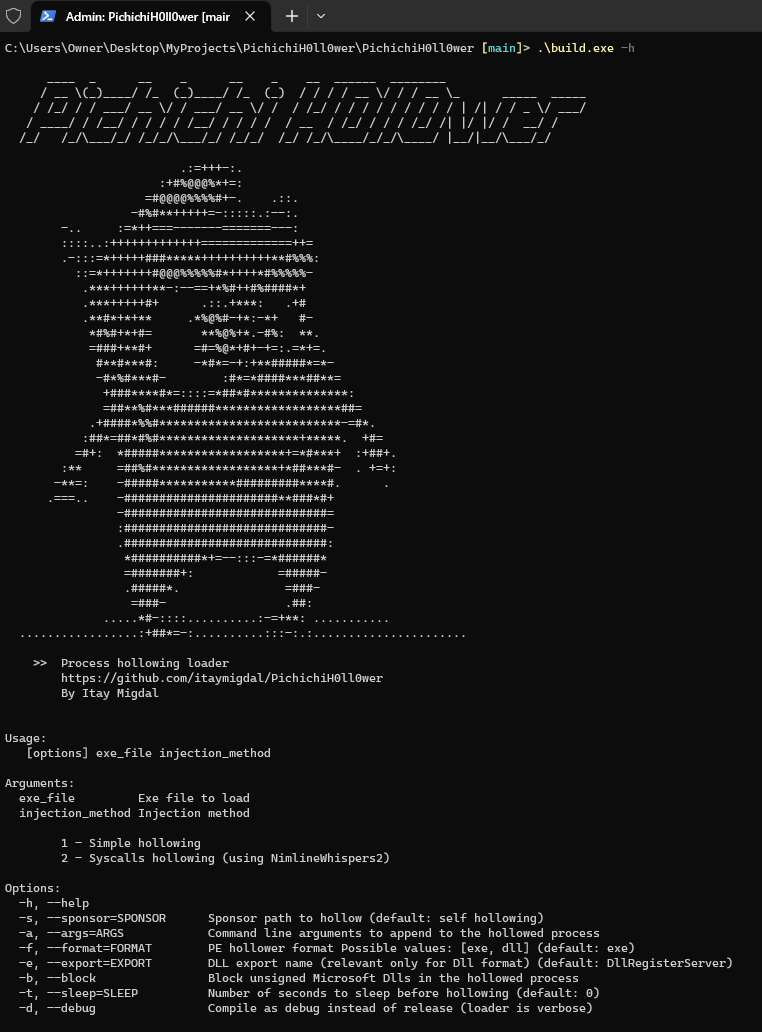 Admin: PichichiH0ll0wer [mair
C:\Users\Owner\Desktop\MyProjects\PichichiH0ll0wer\PichichiH0ll0wer [main]> .\build.exe -h
PichichiH0ll0wer
>> Process hollowing loader
https://github.com/itaymigdal/PichichiH0ll0wer
By Itay Migdal
Usage:
[options] exe_file injection_method
Arguments:
exe_file Exe file to load
injection_method Injection method
1 - Simple hollowing
2 - Syscalls hollowing (using NimlineWhispers2)
Options:
-h, --help
-s, --sponsor=SPONSOR Sponsor path to hollow (default: self hollowing)
-a, --args=ARGS Command line arguments to append to the hollowed process
-f, --format=FORMAT PE hollower format Possible values: [exe, dll] (default: exe)
-e, --export=EXPORT DLL export name (relevant only for Dll format) (default: DllRegisterServer)
-b, --block Block unsigned Microsoft Dlls in the hollowed process
-t, --sleep=SLEEP Number of seconds to sleep before hollowing (default: 0)
-d, --debug Compile as debug instead of release (loader is verbose)